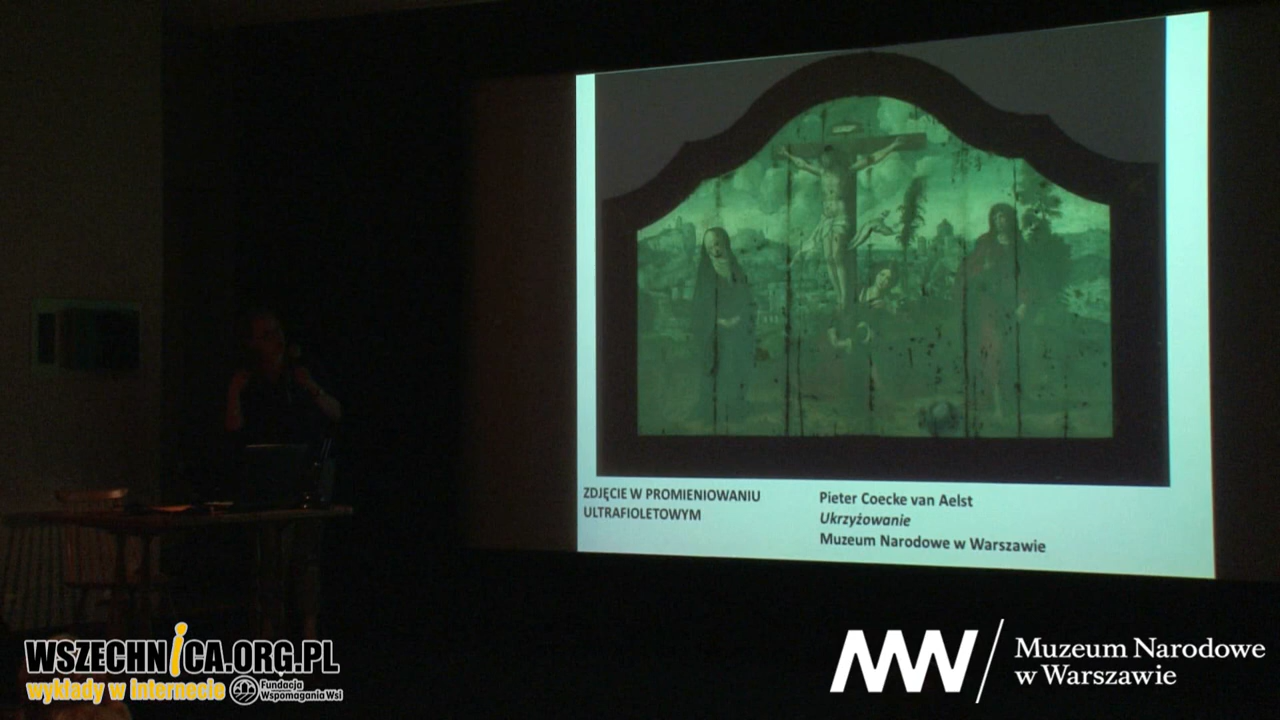 ZDJĘCIE W PROMIENIOWANIU
ULTRAFIOLETOWYM
Pieter Coecke van Aelst
Ukrzyżowanie
Muzeum Narodowe w Warszawie
WSZECHNICA.ORG.PL
wykłady w internecie
Fundacja
Wspomagania Wsi
Muzeum Narodowe
w Warszawie